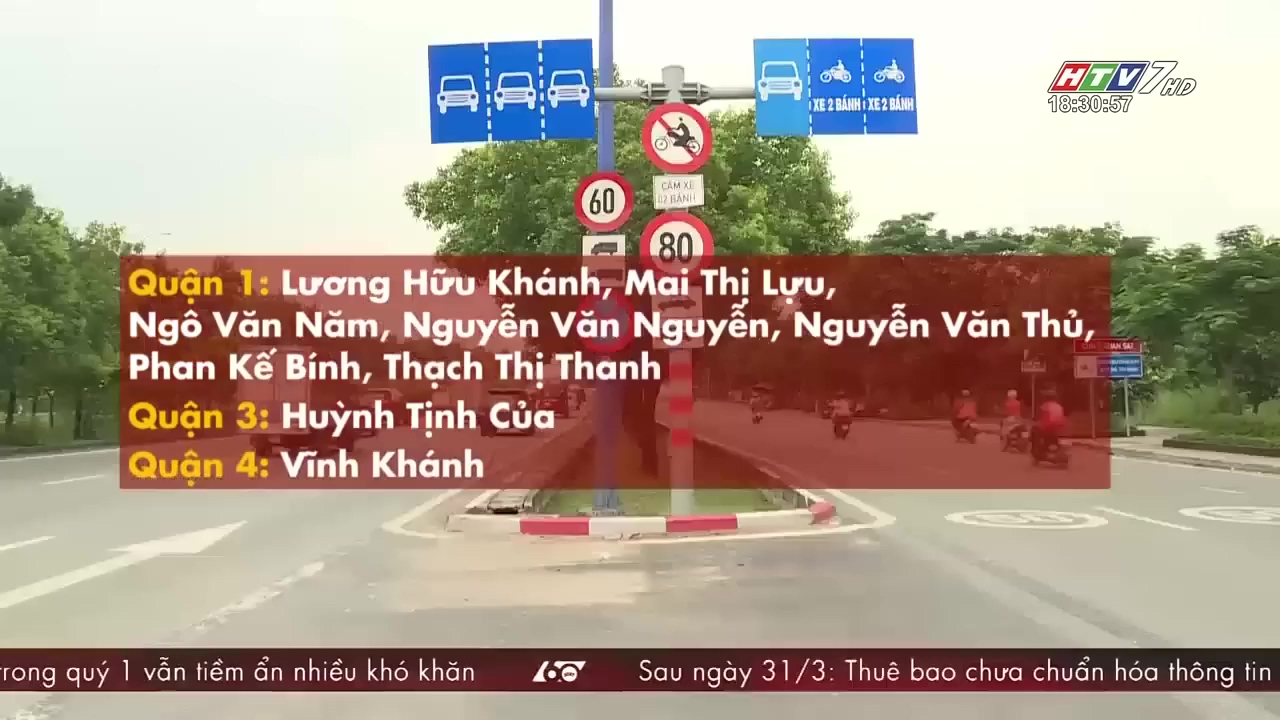 HTV7 HD
18:30:57
XE 2 BÁNH XE 2 BÁNH
60
CẤM XE
02 BÁNH
80
Quận 1: Lương Hữu Khánh, Mai Thị Lựu,
Ngô Văn Năm, Nguyễn Văn Nguyễn, Nguyễn Văn Thủ,
Phan Kế Bính, Thạch Thị Thanh
Quận 3: Huỳnh Tịnh Của
Quận 4: Vĩnh Khánh
trong quý 1 vẫn tiềm ẩn nhiều khó khăn 60 Sau ngày 31/3: Thuê bao chưa chuẩn hóa thông tin